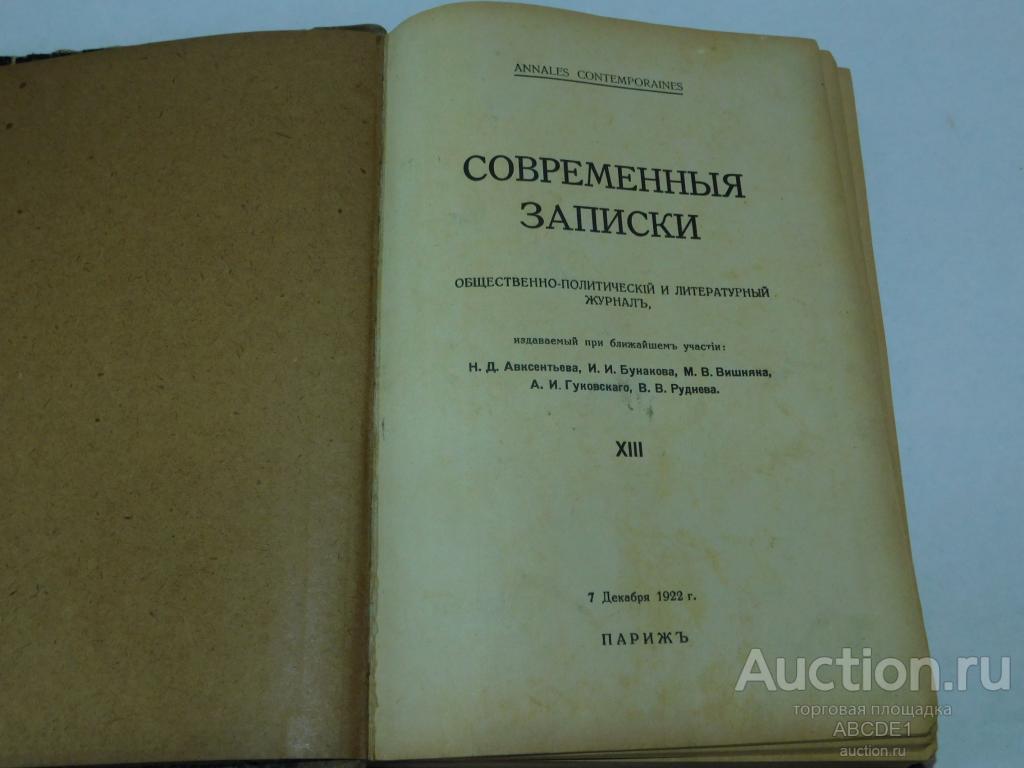 ANNALES CONTEMPORAINES
СОВРЕМЕННЫЯ
ЗАПИСКИ
ОБЩЕСТВЕННО-ПОЛИТИЧЕСКІЙ И ЛИТЕРАТУРНЫЙ
ЖУРНАЛЪ,
издаваемый при ближайшемъ участіи:
Н. Д. Авксентьева, И. И. Бунакова, М. В. Вишняка,
А. И. Гуковскаго, В. В. Руднева.
XIII
7 Декабря 1922 г.
ПАРИЖЪ
Auction.ru
торговая площадка
ABCDE1
auction.ru